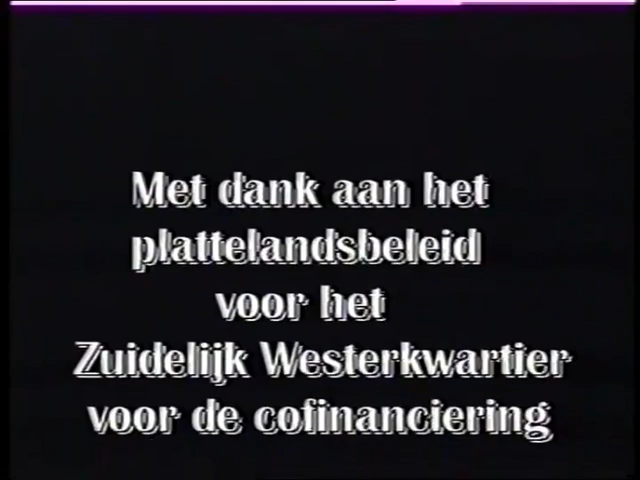 Met dank aan het
plattelandsbeleid
voor het
Zuidelijk Westerkwartier
voor de cofinanciering